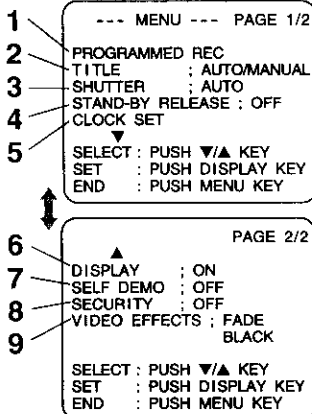 --- MENU --- PAGE 1/2
1 PROGRAMMED REC
2 TITLE ; AUTO/MANUAL
3 SHUTTER ; AUTO
4 STAND-BY RELEASE ; OFF
5 CLOCK SET
▼
SELECT : PUSH ▼/▲ KEY
SET : PUSH DISPLAY KEY
END : PUSH MENU KEY
PAGE 2/2
▲
6 DISPLAY ; ON
7 SELF DEMO ; OFF
8 SECURITY ; OFF
9 VIDEO EFFECTS ; FADE
BLACK
SELECT : PUSH ▼/▲ KEY
SET : PUSH DISPLAY KEY
END : PUSH MENU KEY